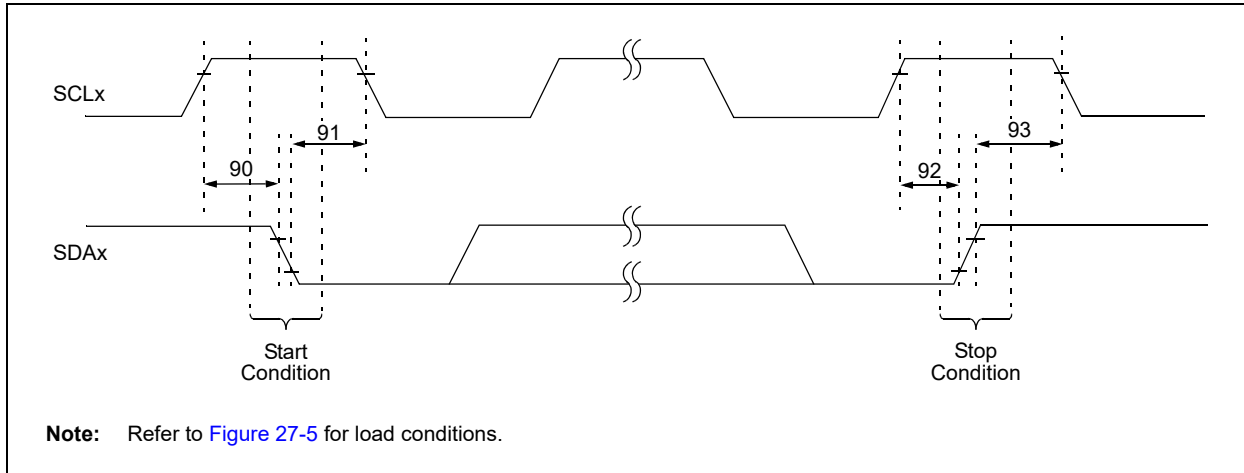 SCLx
91
93
90
92
SDAx
Start
Condition
Stop
Condition
Note: Refer to Figure 27-5 for load conditions.